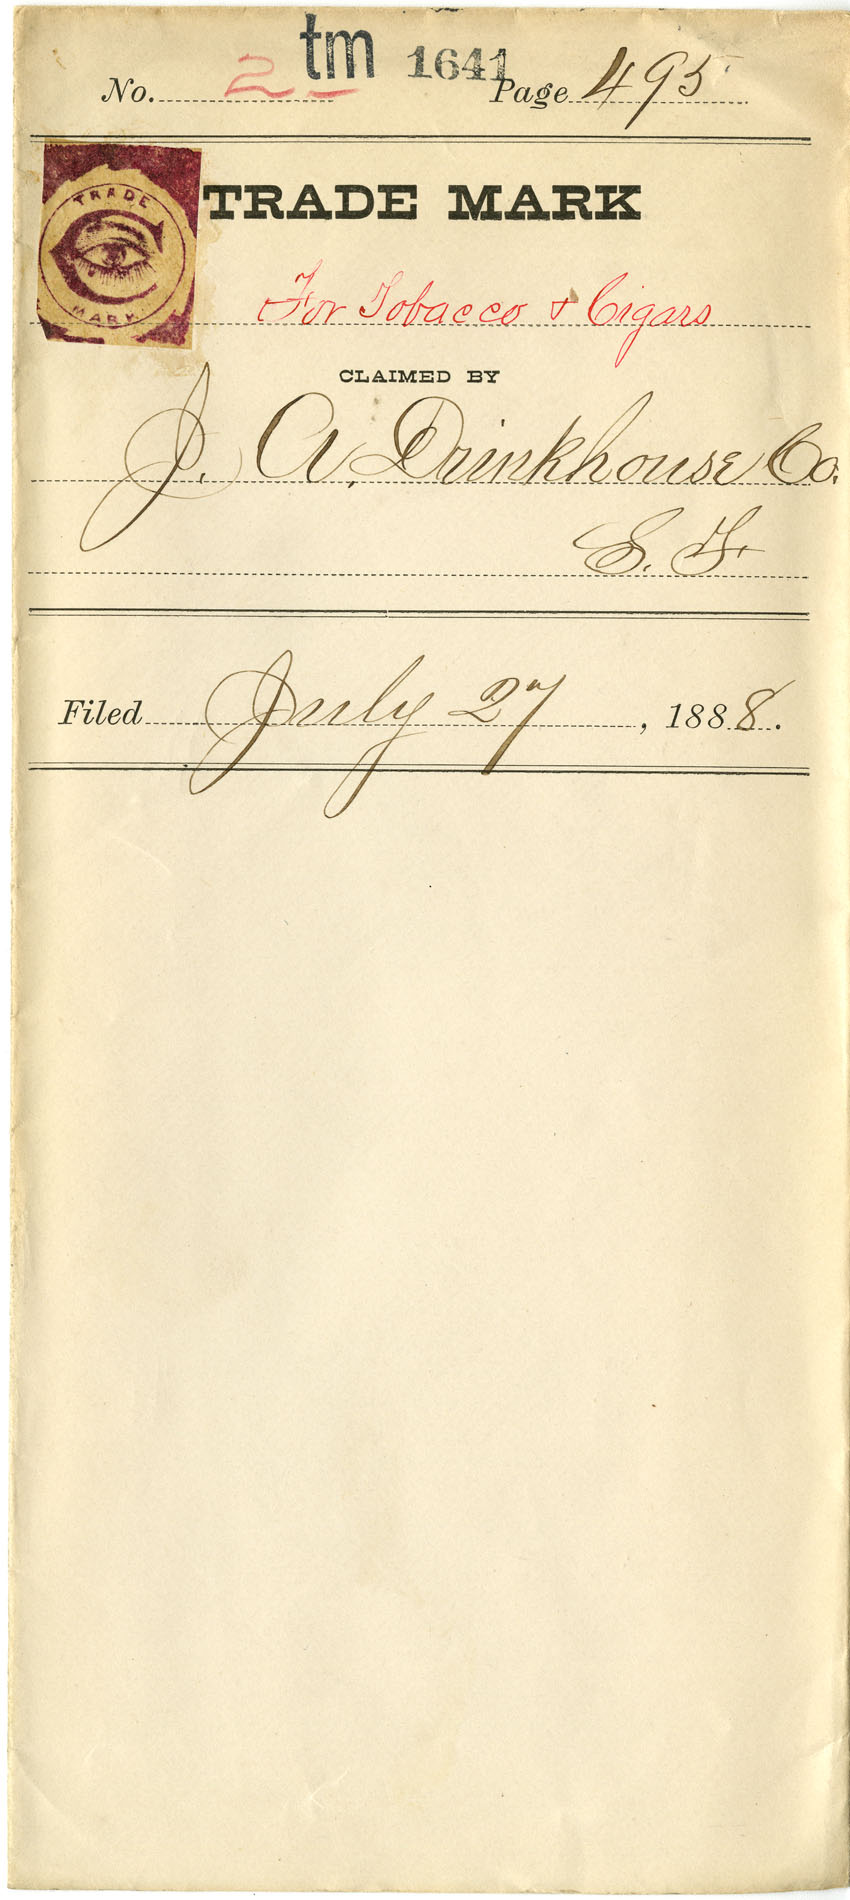 tm 1641
No. 2 Page 495
TRADE MARK
TRADE
C
MARK
For Tobacco & Cigars
CLAIMED BY
J. A. Drinkhouse Co.
S. F.
Filed July 27, 1888.